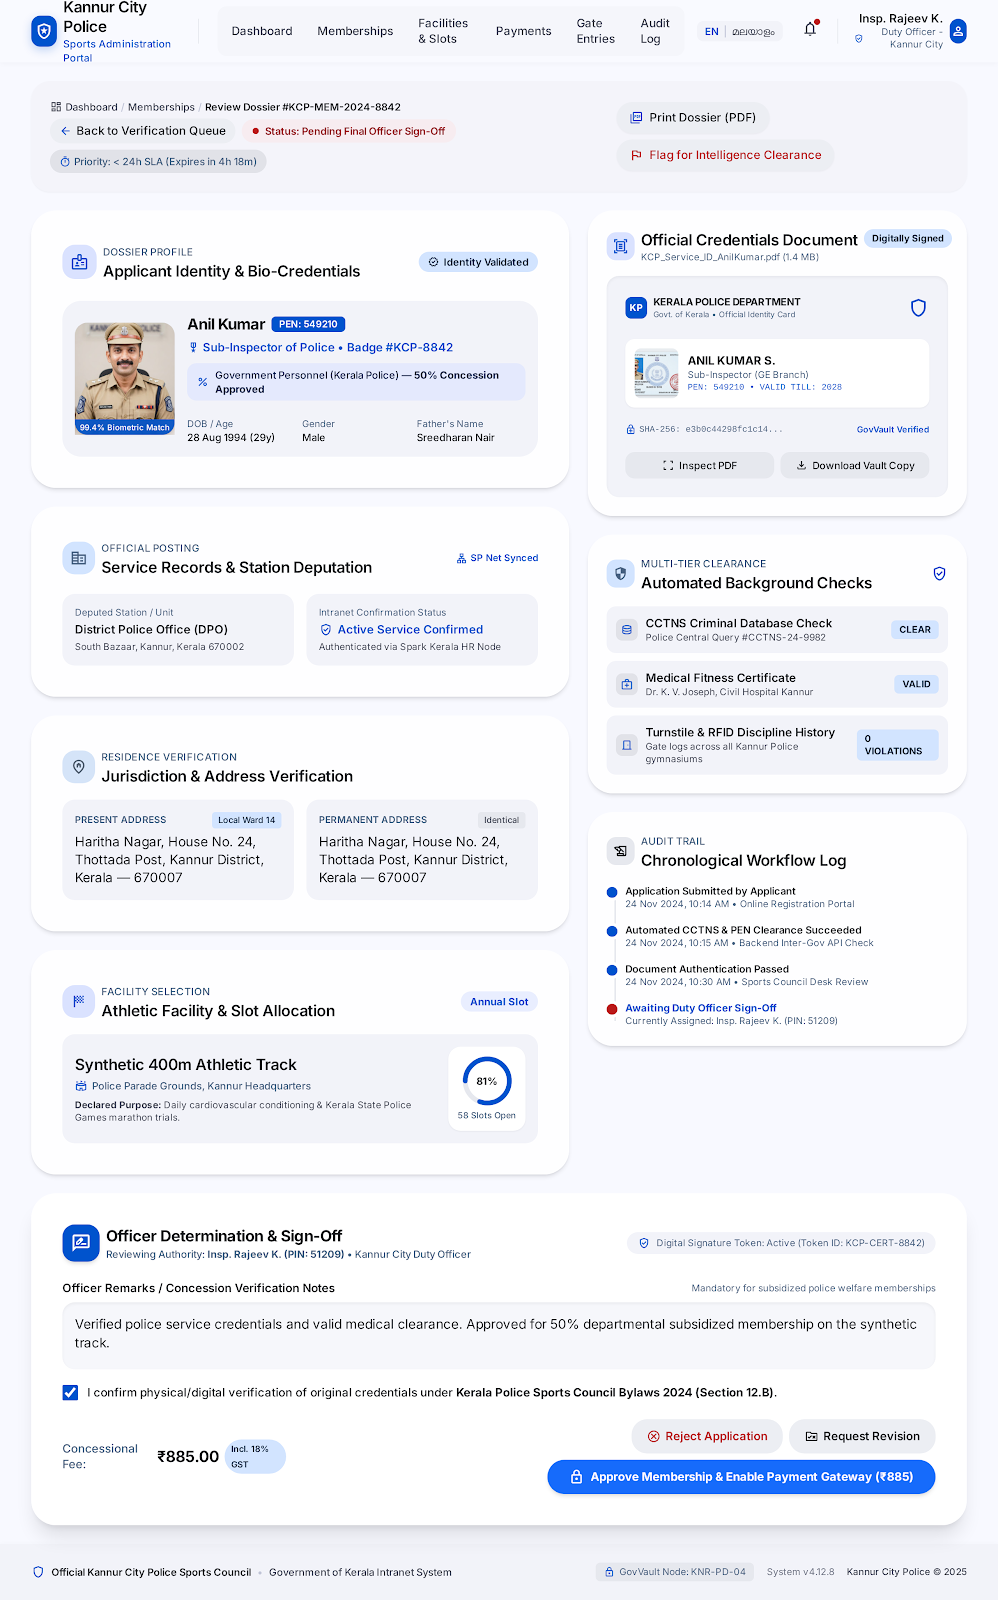 Kannur City
Police
Sports Administration
Portal
Dashboard
Memberships
Facilities
& Slots
Payments
Gate
Entries
Audit
Log
EN | മലയാളം
Insp. Rajeev K.
Duty Officer -
Kannur City
Dashboard / Memberships / Review Dossier #KCP-MEM-2024-8842
Back to Verification Queue
Status: Pending Final Officer Sign-Off
Priority: < 24h SLA (Expires in 4h 18m)
Print Dossier (PDF)
Flag for Intelligence Clearance
DOSSIER PROFILE
Applicant Identity & Bio-Credentials
Identity Validated
Anil Kumar PEN: 549210
Sub-Inspector of Police • Badge #KCP-8842
Government Personnel (Kerala Police) — 50% Concession
Approved
99.4% Biometric Match
DOB / Age
28 Aug 1994 (29y)
Gender
Male
Father's Name
Sreedharan Nair
OFFICIAL POSTING
Service Records & Station Deputation
SP Net Synced
Deputed Station / Unit
District Police Office (DPO)
South Bazaar, Kannur, Kerala 670002
Intranet Confirmation Status
Active Service Confirmed
Authenticated via Spark Kerala HR Node
RESIDENCE VERIFICATION
Jurisdiction & Address Verification
PRESENT ADDRESS
Local Ward 14
Haritha Nagar, House No. 24,
Thottada Post, Kannur District,
Kerala — 670007
PERMANENT ADDRESS
Identical
Haritha Nagar, House No. 24,
Thottada Post, Kannur District,
Kerala — 670007
FACILITY SELECTION
Athletic Facility & Slot Allocation
Annual Slot
Synthetic 400m Athletic Track
Police Parade Grounds, Kannur Headquarters
Declared Purpose: Daily cardiovascular conditioning & Kerala State Police
Games marathon trials.
81%
58 Slots Open
Official Credentials Document
Digitally Signed
KCP_Service_ID_AnilKumar.pdf (1.4 MB)
KP
KERALA POLICE DEPARTMENT
Govt. of Kerala • Official Identity Card
ANIL KUMAR S.
Sub-Inspector (GE Branch)
PEN: 549210 • VALID TILL: 2028
SHA-256: e3b0c44298fc1c14...
GovVault Verified
Inspect PDF
Download Vault Copy
MULTI-TIER CLEARANCE
Automated Background Checks
CCTNS Criminal Database Check
Police Central Query #CCTNS-24-9982
CLEAR
Medical Fitness Certificate
Dr. K. V. Joseph, Civil Hospital Kannur
VALID
Turnstile & RFID Discipline History
Gate logs across all Kannur Police
gymnasiums
0
VIOLATIONS
AUDIT TRAIL
Chronological Workflow Log
Application Submitted by Applicant
24 Nov 2024, 10:14 AM • Online Registration Portal
Automated CCTNS & PEN Clearance Succeeded
24 Nov 2024, 10:15 AM • Backend Inter-Gov API Check
Document Authentication Passed
24 Nov 2024, 10:30 AM • Sports Council Desk Review
Awaiting Duty Officer Sign-Off
Currently Assigned: Insp. Rajeev K. (PIN: 51209)
Officer Determination & Sign-Off
Reviewing Authority: Insp. Rajeev K. (PIN: 51209) • Kannur City Duty Officer
Digital Signature Token: Active (Token ID: KCP-CERT-8842)
Officer Remarks / Concession Verification Notes
Mandatory for subsidized police welfare memberships
Verified police service credentials and valid medical clearance. Approved for 50% departmental subsidized membership on the synthetic
track.
I confirm physical/digital verification of original credentials under Kerala Police Sports Council Bylaws 2024 (Section 12.B).
Concessional
Fee:
₹885.00
Incl. 18%
GST
Reject Application
Request Revision
Approve Membership & Enable Payment Gateway (₹885)
Official Kannur City Police Sports Council • Government of Kerala Intranet System
GovVault Node: KNR-PD-04
System v4.12.8
Kannur City Police © 2025